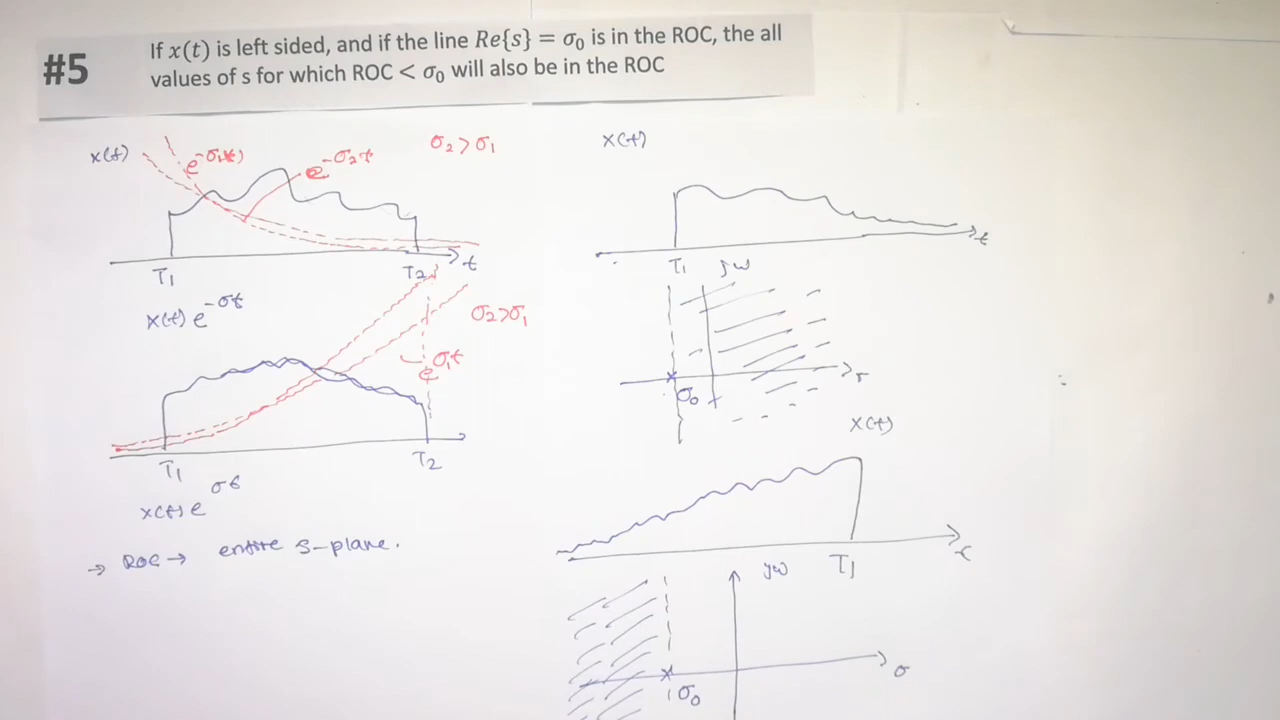 #5
If x(t) is left sided, and if the line Re{s} = σ₀ is in the ROC, the all
values of s for which ROC < σ₀ will also be in the ROC
x(t)
e^-σ₁(t)
e^-σ₂t
σ₂>σ₁
T₁
T₂
t
x(t) e^-σt
σ₂>σ₁
e^σ₁t
T₁
T₂
x(t) e^σt
→ ROC → entire s-plane.
x(t)
T₁
t
jω
σ
σ₀
x(t)
T₁
t
jω
σ
σ₀